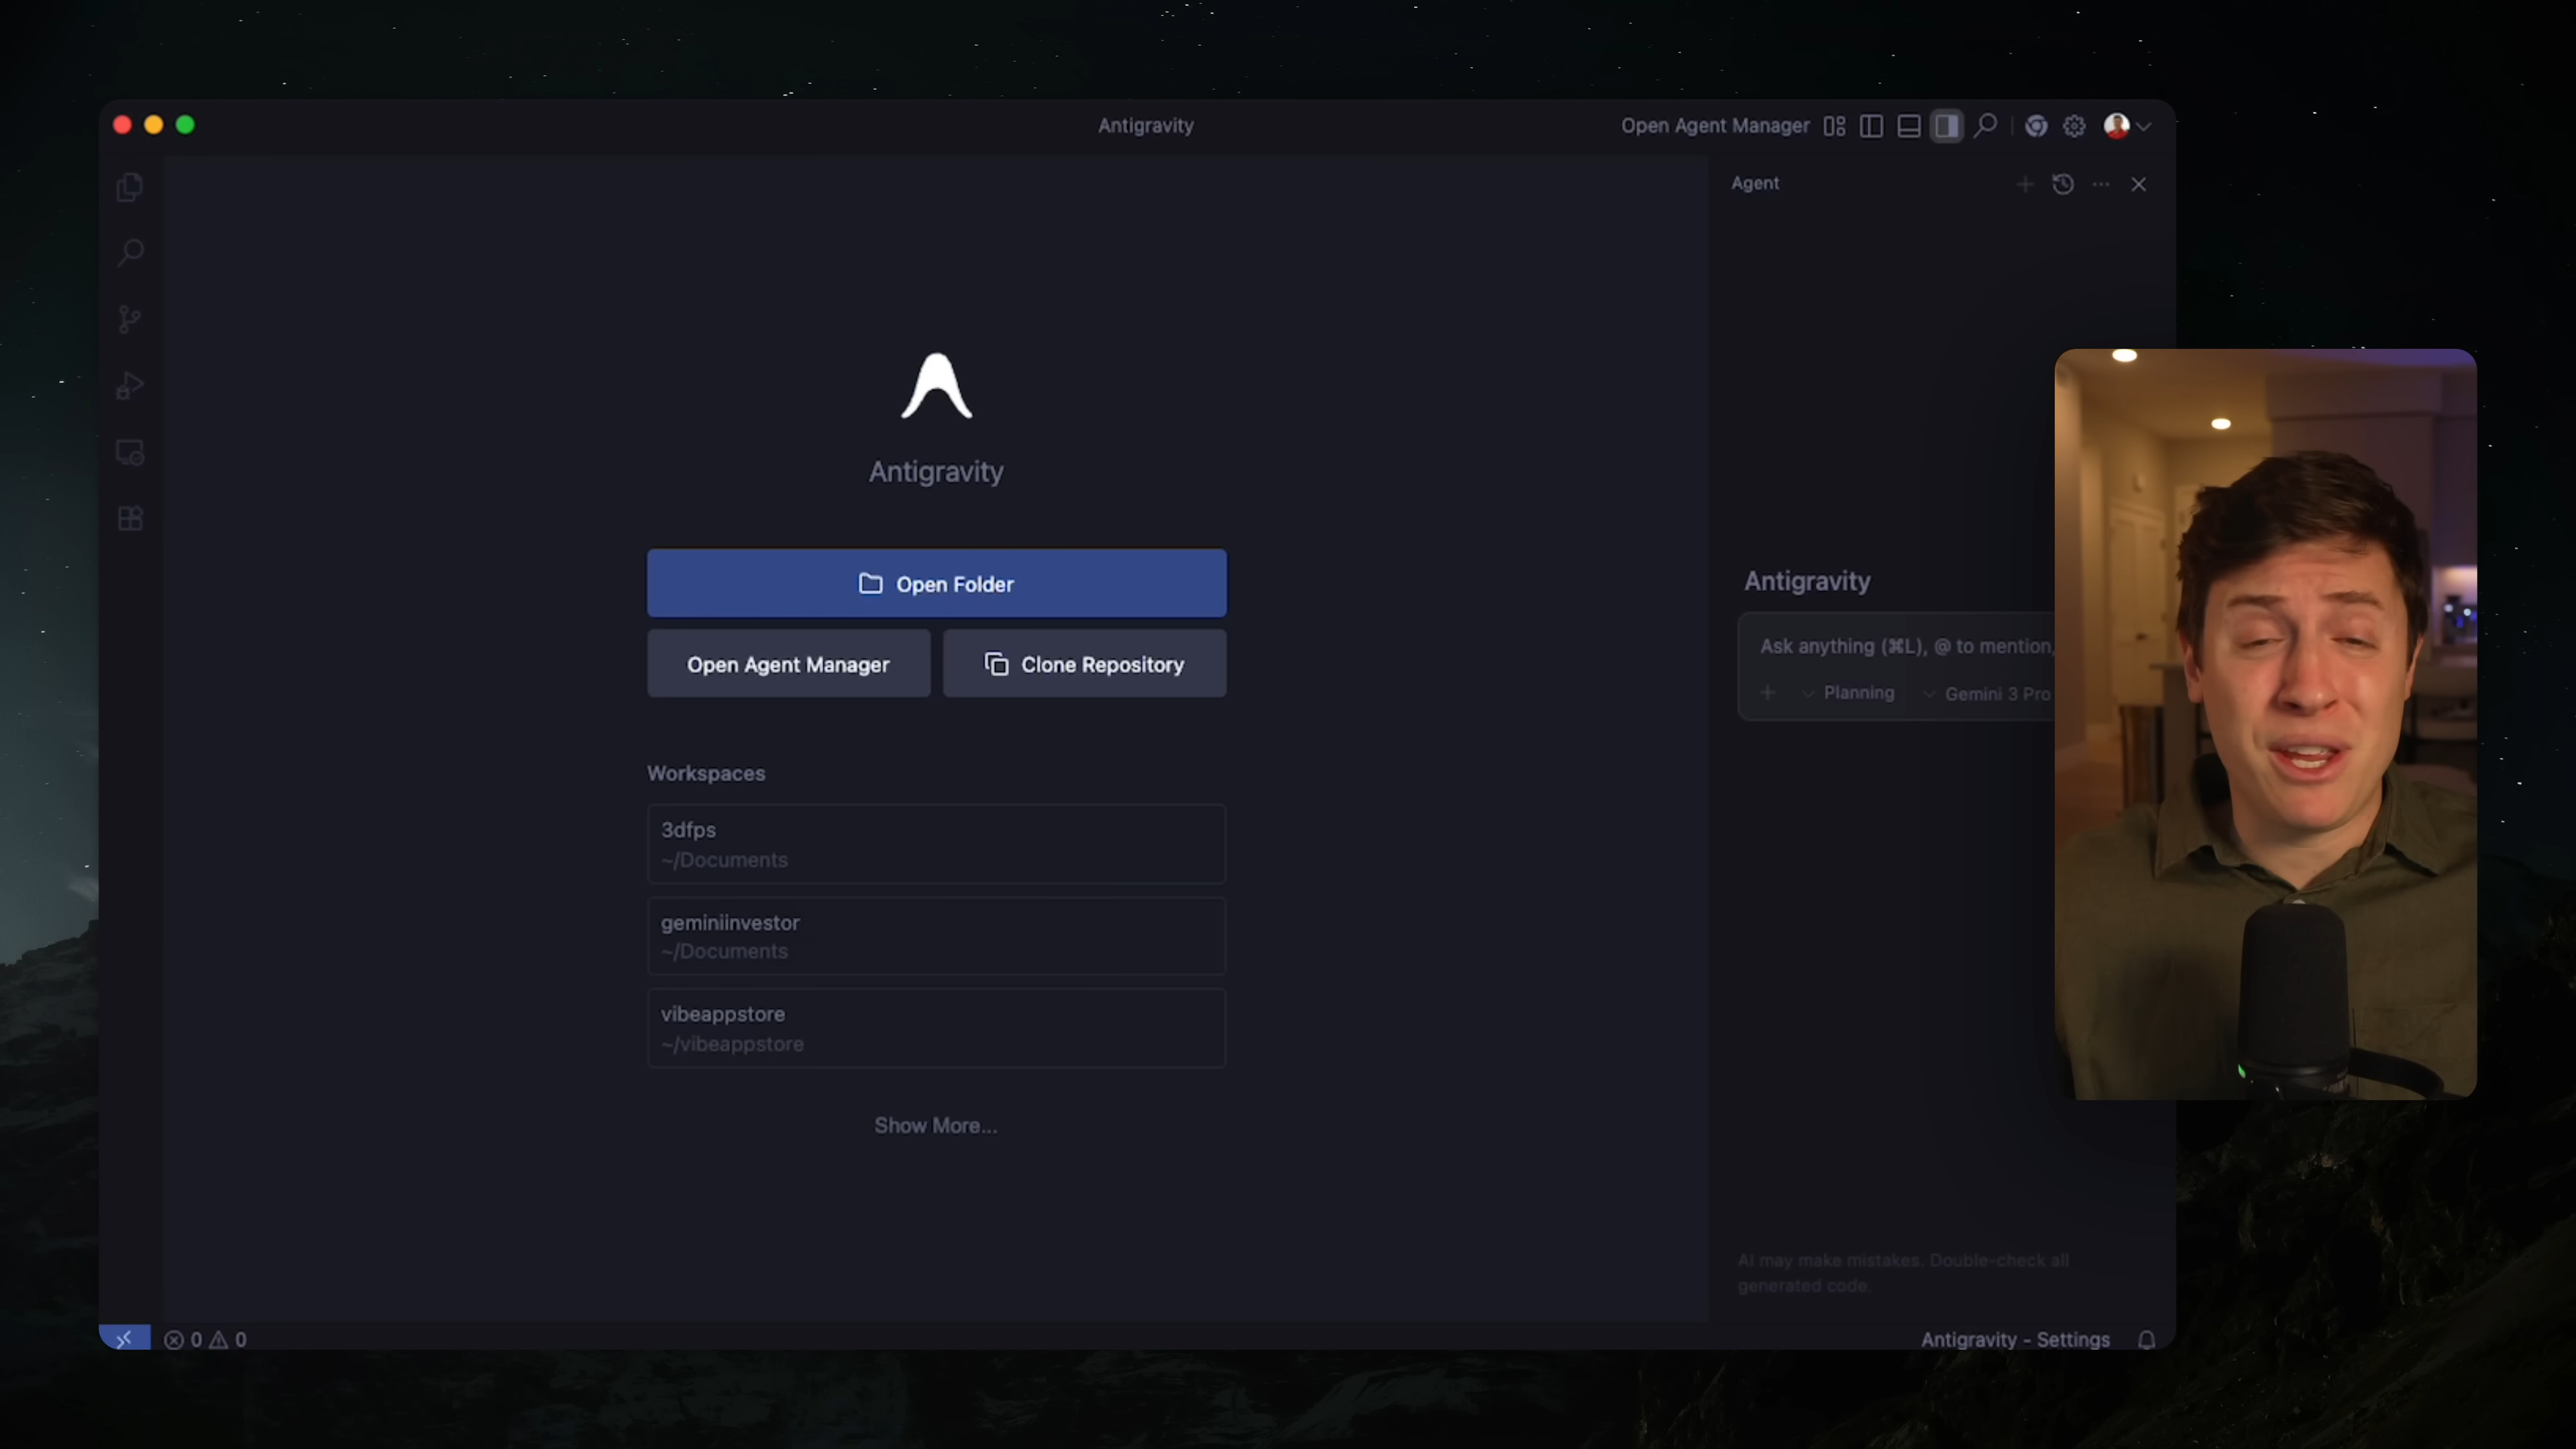 Antigravity
Open Agent Manager
Agent
Antigravity
Open Folder
Open Agent Manager
Clone Repository
Workspaces
3dfps
~/Documents
geminiinvestor
~/Documents
vibeappstore
~/vibeappstore
Show More...
Antigravity
Ask anything (⌘L), @ to mention,
Planning
Gemini 3 Pro
AI may make mistakes. Double-check all
generated code.
0 0
Antigravity - Settings